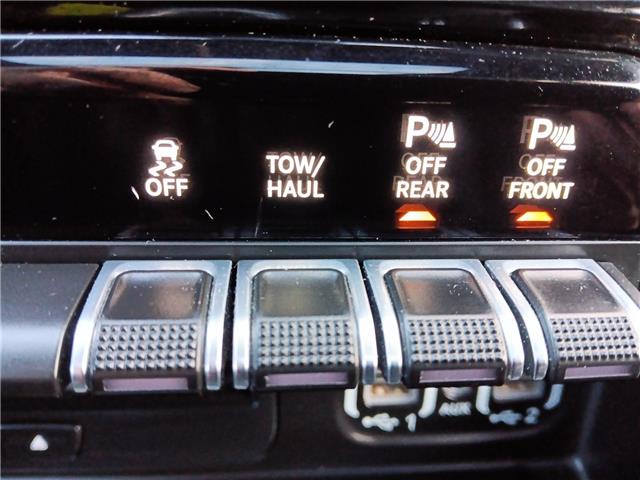 OFF
TOW/
HAUL
P
OFF
REAR
P
OFF
FRONT
1
AUX
2